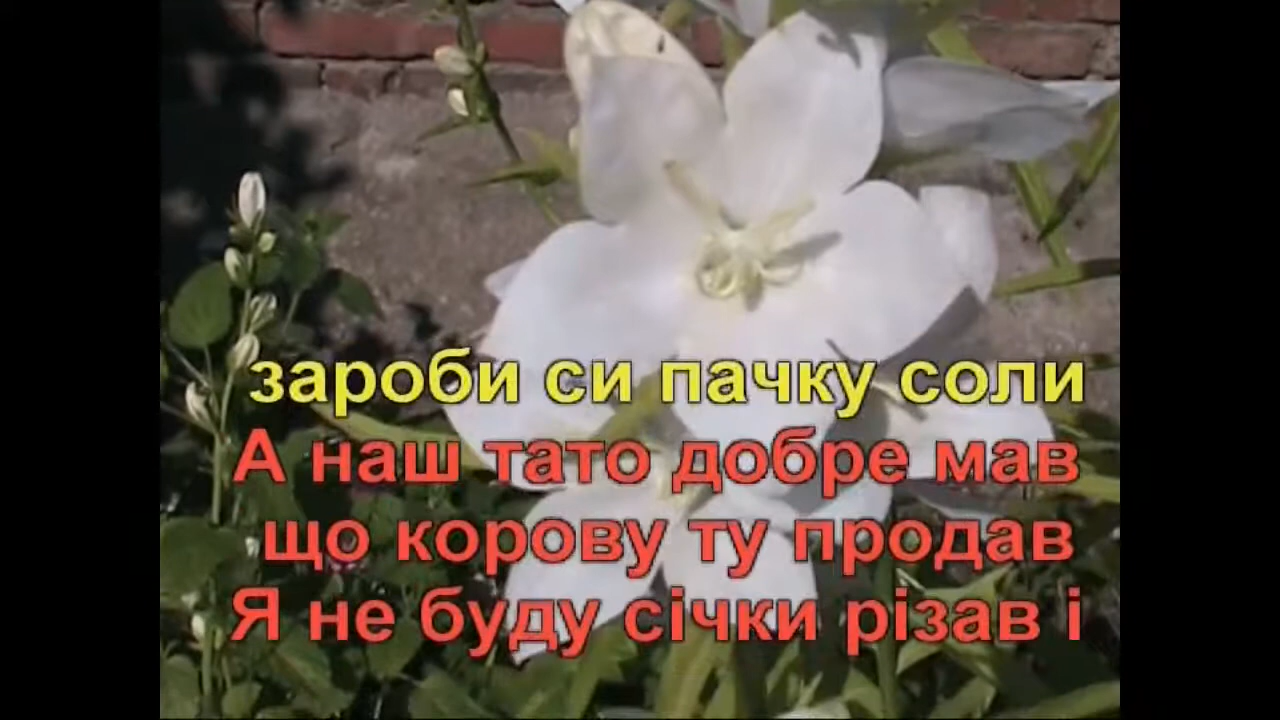 зароби си пачку соли
А наш тато добре мав
що корову ту продав
Я не буду січки різав і